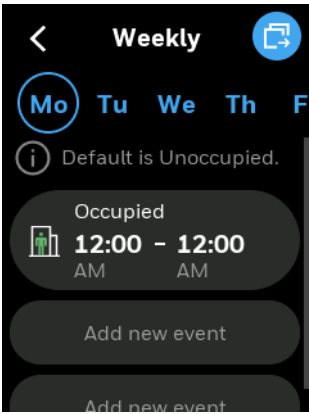 Weekly
Mo Tu We Th F
Default is Unoccupied.
Occupied
12:00 - 12:00
AM AM
Add new event
Add new event